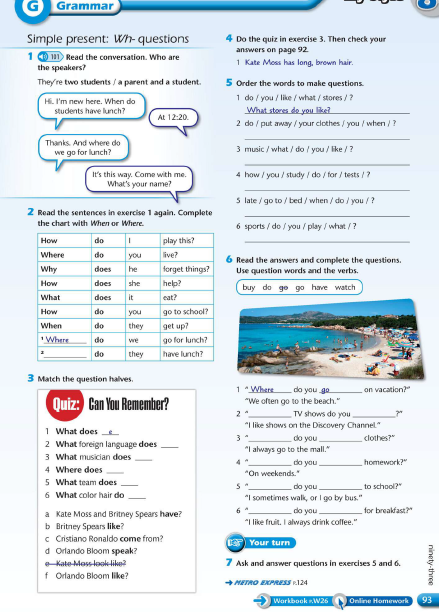 G Grammar
Simple present: Wh- questions
1 101 Read the conversation. Who are
the speakers?
They're two students / a parent and a student.
Hi. I'm new here. When do
students have lunch?
At 12:20.
Thanks. And where do
we go for lunch?
It's this way. Come with me.
What's your name?
2 Read the sentences in exercise 1 again. Complete
the chart with When or Where.
How do I play this?
Where do you live?
Why does he forget things?
How does she help?
What does it eat?
How do you go to school?
When do they get up?
1 Where do we go for lunch?
2 ______ do they have lunch?
3 Match the question halves.
Quiz: Can You Remember?
1 What does e
2 What foreign language does ____
3 What musician does ____
4 Where does ____
5 What team does ____
6 What color hair do ____
a Kate Moss and Britney Spears have?
b Britney Spears like?
c Cristiano Ronaldo come from?
d Orlando Bloom speak?
e Kate Moss look like?
f Orlando Bloom like?
8
4 Do the quiz in exercise 3. Then check your
answers on page 92.
1 Kate Moss has long, brown hair.
5 Order the words to make questions.
1 do / you / like / what / stores / ?
What stores do you like?
2 do / put away / your clothes / you / when / ?
3 music / what / do / you / like / ?
4 how / you / study / do / for / tests / ?
5 late / go to / bed / when / do / you / ?
6 sports / do / you / play / what / ?
6 Read the answers and complete the questions.
Use question words and the verbs.
buy do go go have watch
1 "Where do you go on vacation?"
"We often go to the beach."
2 "________ TV shows do you ________?"
"I like shows on the Discovery Channel."
3 "________ do you ________ clothes?"
"I always go to the mall."
4 "________ do you ________ homework?"
"On weekends."
5 "________ do you ________ to school?"
"I sometimes walk, or I go by bus."
6 "________ do you ________ for breakfast?"
"I like fruit. I always drink coffee."
Your turn
7 Ask and answer questions in exercises 5 and 6.
METRO EXPRESS P.124
ninety-three
Workbook P.W26 Online Homework 93